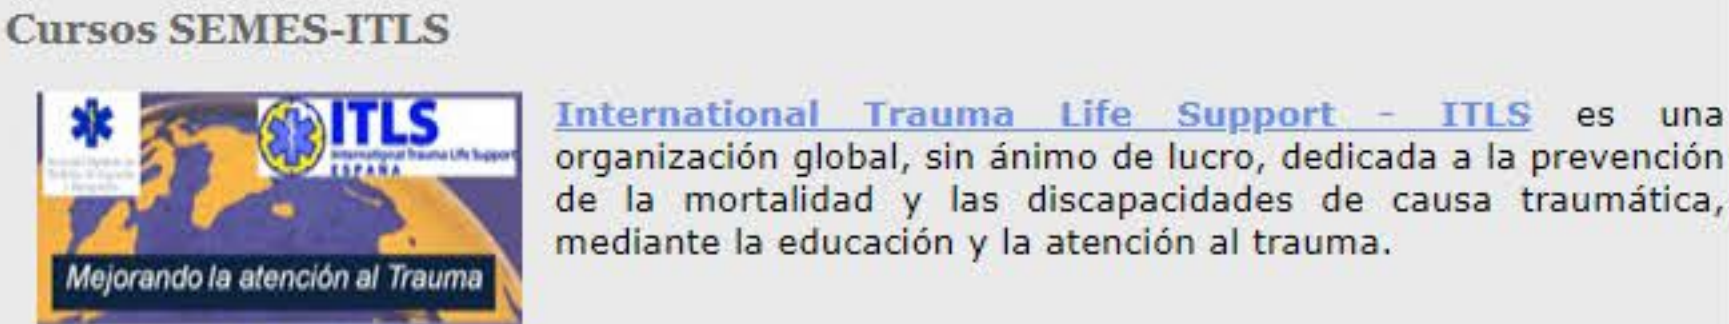 Cursos SEMES-ITLS
ITLS
International Trauma Life Support
ESPAÑA
Mejorando la atención al Trauma
International Trauma Life Support - ITLS es una
organización global, sin ánimo de lucro, dedicada a la prevención
de la mortalidad y las discapacidades de causa traumática,
mediante la educación y la atención al trauma.